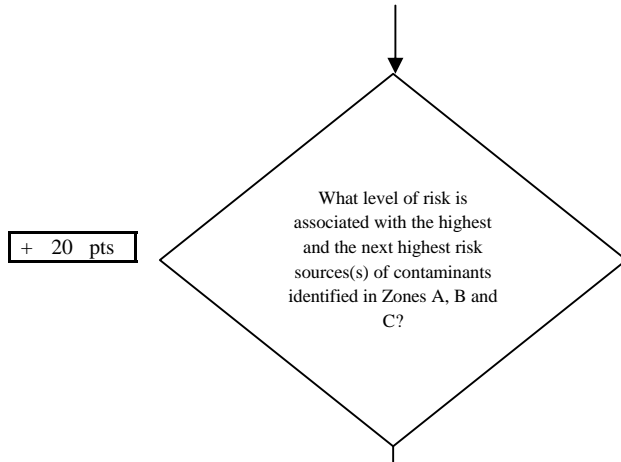 + 20 pts
What level of risk is
associated with the highest
and the next highest risk
sources(s) of contaminants
identified in Zones A, B and
C?